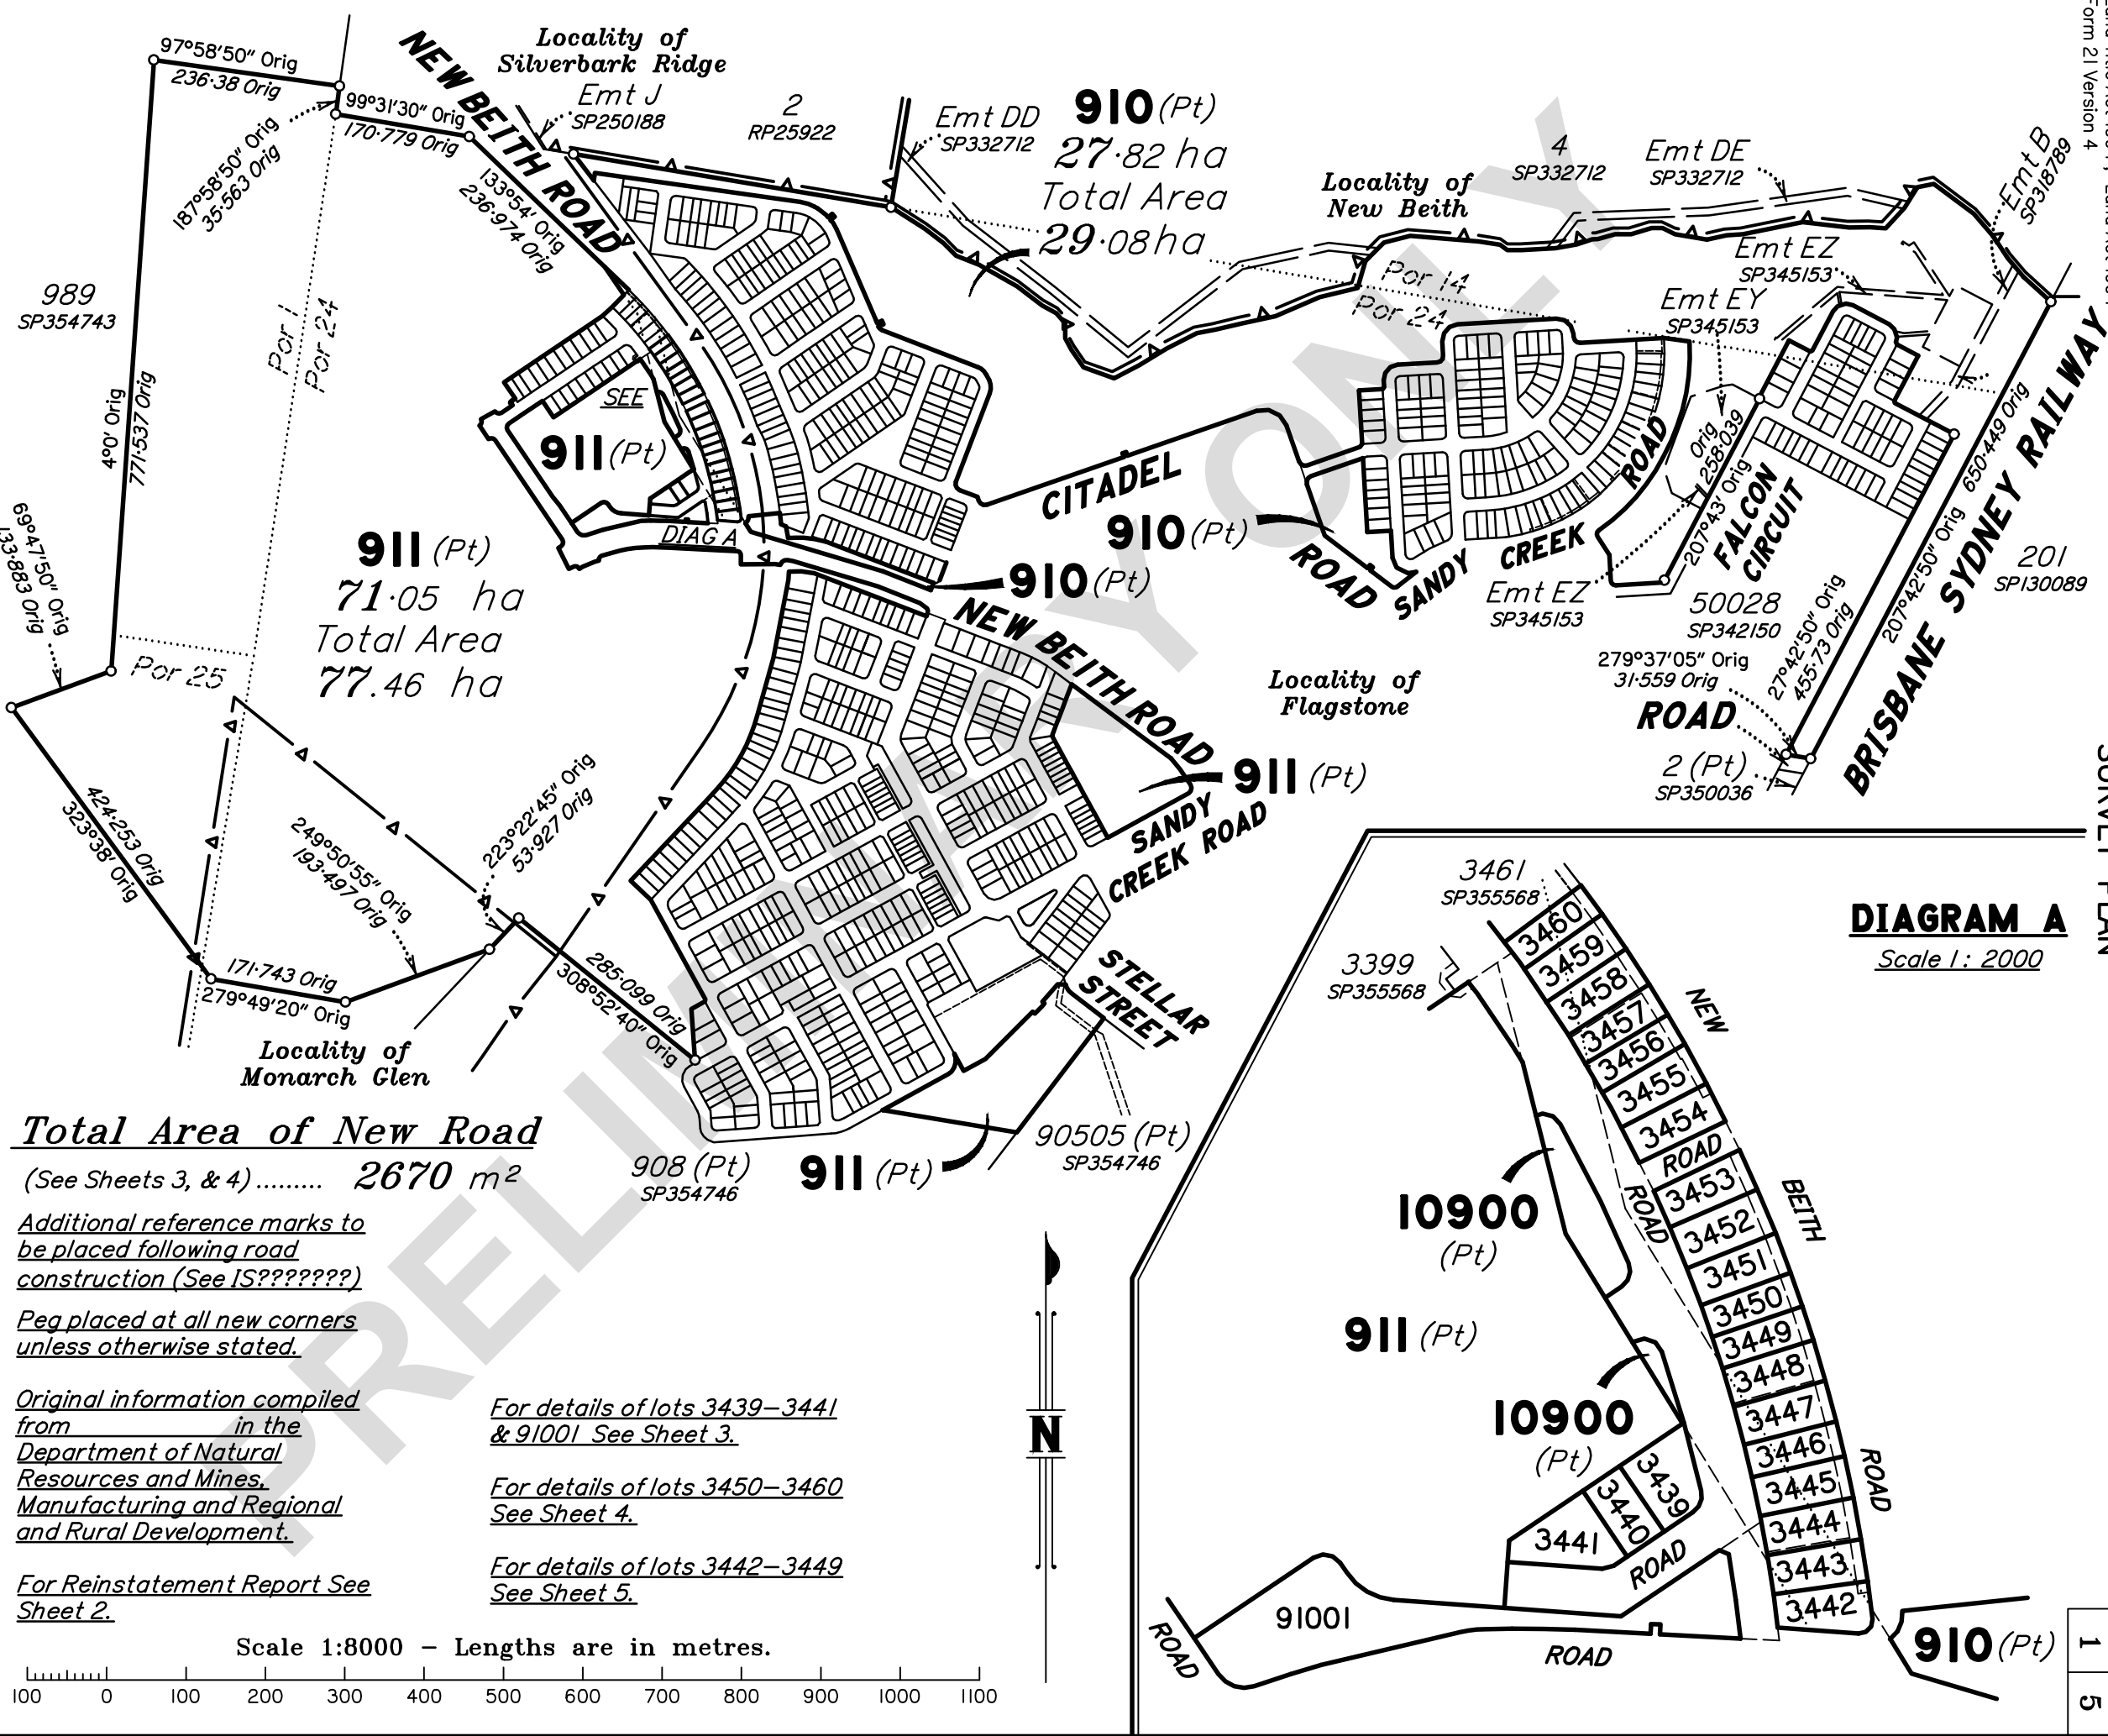 97°58'50" Orig
236·38 Orig
187°58'50" Orig
35·563 Orig
99°31'30" Orig
170·779 Orig
NEW BEITH ROAD
133°54' Orig
236·974 Orig
Locality of
Silverbark Ridge
Emt J
SP250188
2
RP25922
Emt DD
SP332712
910 (Pt)
27·82 ha
Total Area
29·08 ha
Locality of
New Beith
4
SP332712
Emt DE
SP332712
Emt B
SP318789
Form 21 Version 4
Emt EZ
SP345153
Emt EY
SP345153
Por 14
Por 24
989
SP354743
Por 1
Por 24
4°0' Orig
771·537 Orig
SEE
911 (Pt)
DIAG A
CITADEL
ROAD
910 (Pt)
910 (Pt)
SANDY CREEK ROAD
Orig
258·039
207°43' Orig
FALCON
CIRCUIT
650·449 Orig
207°42'50" Orig
BRISBANE SYDNEY RAILWAY
201
SP130089
Emt EZ
SP345153
50028
SP342150
279°37'05" Orig
31·559 Orig
27°42'50" Orig
455·73 Orig
ROAD
2 (Pt)
SP350036
69°47'50" Orig
133·883 Orig
911 (Pt)
71·05 ha
Total Area
77.46 ha
Por 25
NEW BEITH ROAD
Locality of
Flagstone
911 (Pt)
SANDY
CREEK ROAD
424·253 Orig
323°38' Orig
249°50'55" Orig
193·497 Orig
223°22'45" Orig
53·927 Orig
171·743 Orig
279°49'20" Orig
285·099 Orig
308°52'40" Orig
Locality of
Monarch Glen
STELLAR
STREET
908 (Pt)
SP354746
911 (Pt)
90505 (Pt)
SP354746
SURVEY PLAN
Total Area of New Road
(See Sheets 3, & 4) ......... 2670 m²
Additional reference marks to
be placed following road
construction (See IS???????)
Peg placed at all new corners
unless otherwise stated.
Original information compiled
from in the
Department of Natural
Resources and Mines,
Manufacturing and Regional
and Rural Development.
For Reinstatement Report See
Sheet 2.
For details of lots 3439–3441
& 91001 See Sheet 3.
For details of lots 3450–3460
See Sheet 4.
For details of lots 3442–3449
See Sheet 5.
Scale 1:8000 – Lengths are in metres.
100 0 100 200 300 400 500 600 700 800 900 1000 1100
N
DIAGRAM A
Scale 1: 2000
3461
SP355568
3399
SP355568
3460
3459
3458
3457
3456
3455
3454
ROAD
3453
3452
3451
3450
3449
3448
3447
3446
3445
3444
3443
3442
NEW
BEITH
ROAD
ROAD
10900
(Pt)
911 (Pt)
10900
(Pt)
3439
3440
3441
ROAD
91001
ROAD
ROAD
910 (Pt)
1
5
PRELIMINARY ONLY